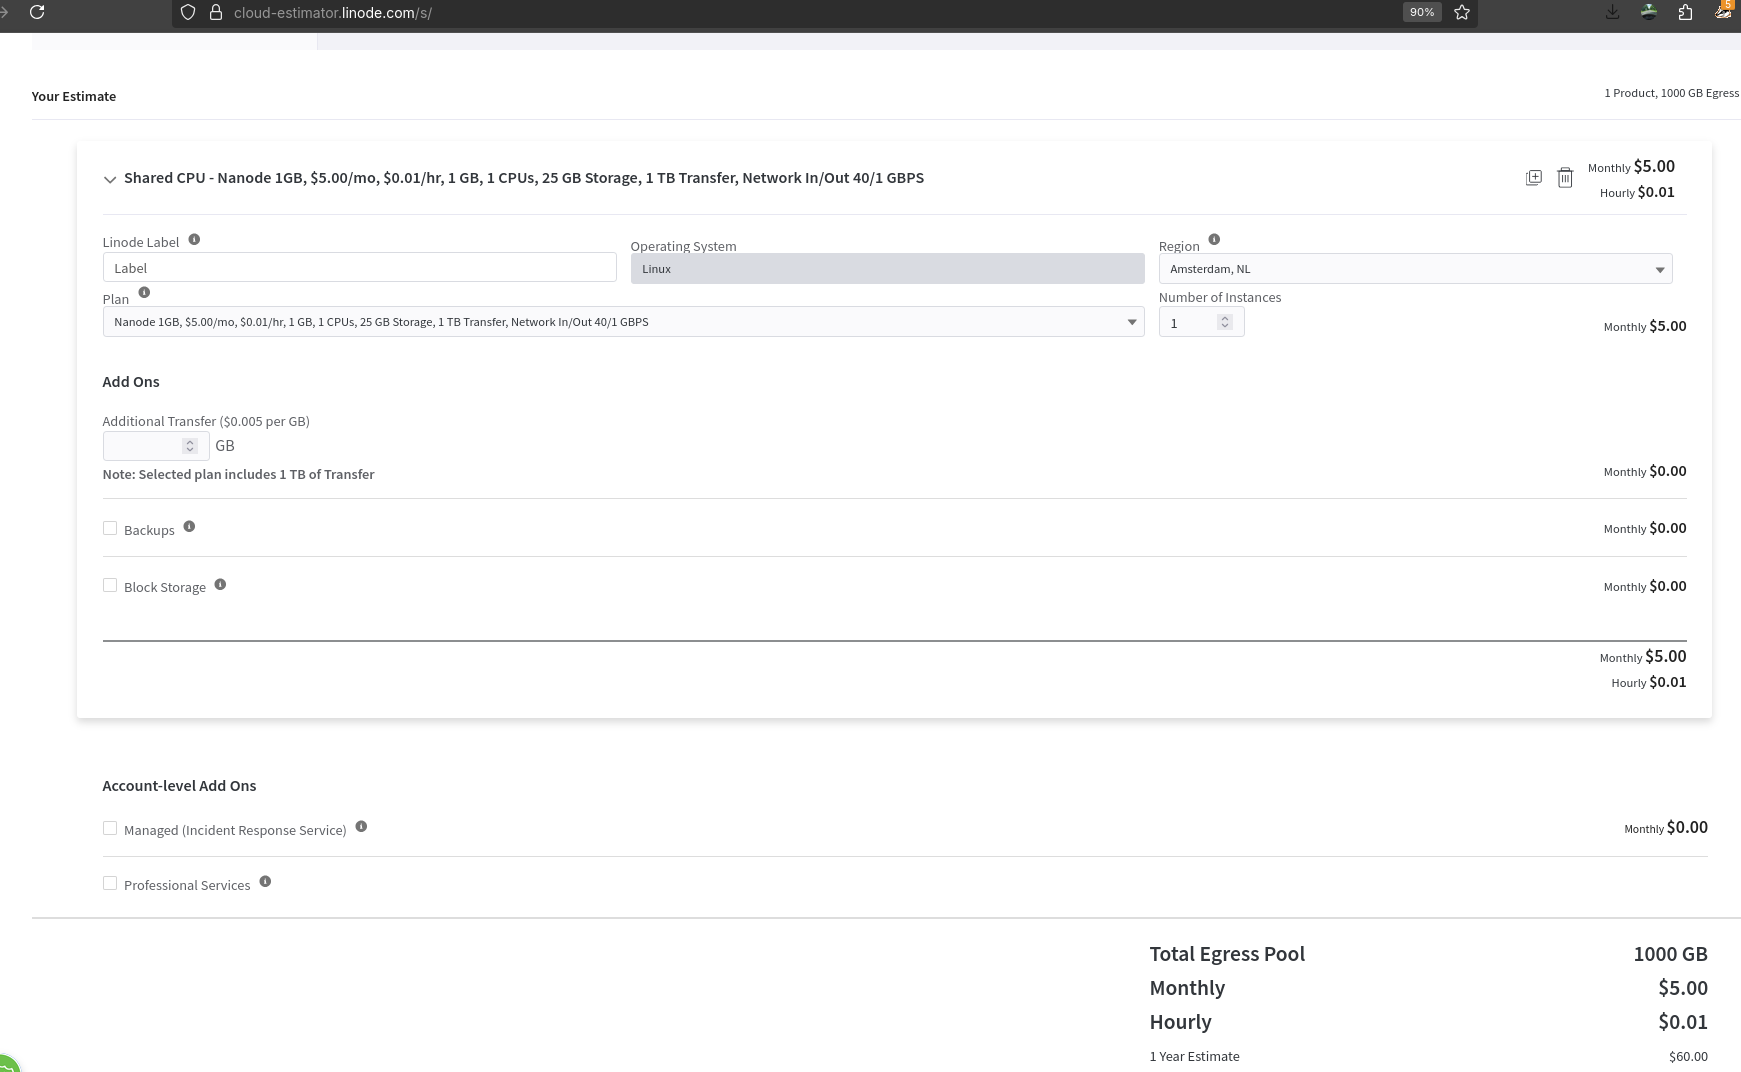 cloud-estimator.linode.com/s/
90%
5
Your Estimate
1 Product, 1000 GB Egress
Shared CPU - Nanode 1GB, $5.00/mo, $0.01/hr, 1 GB, 1 CPUs, 25 GB Storage, 1 TB Transfer, Network In/Out 40/1 GBPS
Monthly $5.00
Hourly $0.01
Linode Label
Operating System
Region
Label
Linux
Amsterdam, NL
Plan
Number of Instances
Nanode 1GB, $5.00/mo, $0.01/hr, 1 GB, 1 CPUs, 25 GB Storage, 1 TB Transfer, Network In/Out 40/1 GBPS
1
Monthly $5.00
Add Ons
Additional Transfer ($0.005 per GB)
GB
Note: Selected plan includes 1 TB of Transfer
Monthly $0.00
Backups
Monthly $0.00
Block Storage
Monthly $0.00
Monthly $5.00
Hourly $0.01
Account-level Add Ons
Managed (Incident Response Service)
Monthly $0.00
Professional Services
Total Egress Pool
1000 GB
Monthly
$5.00
Hourly
$0.01
1 Year Estimate
$60.00